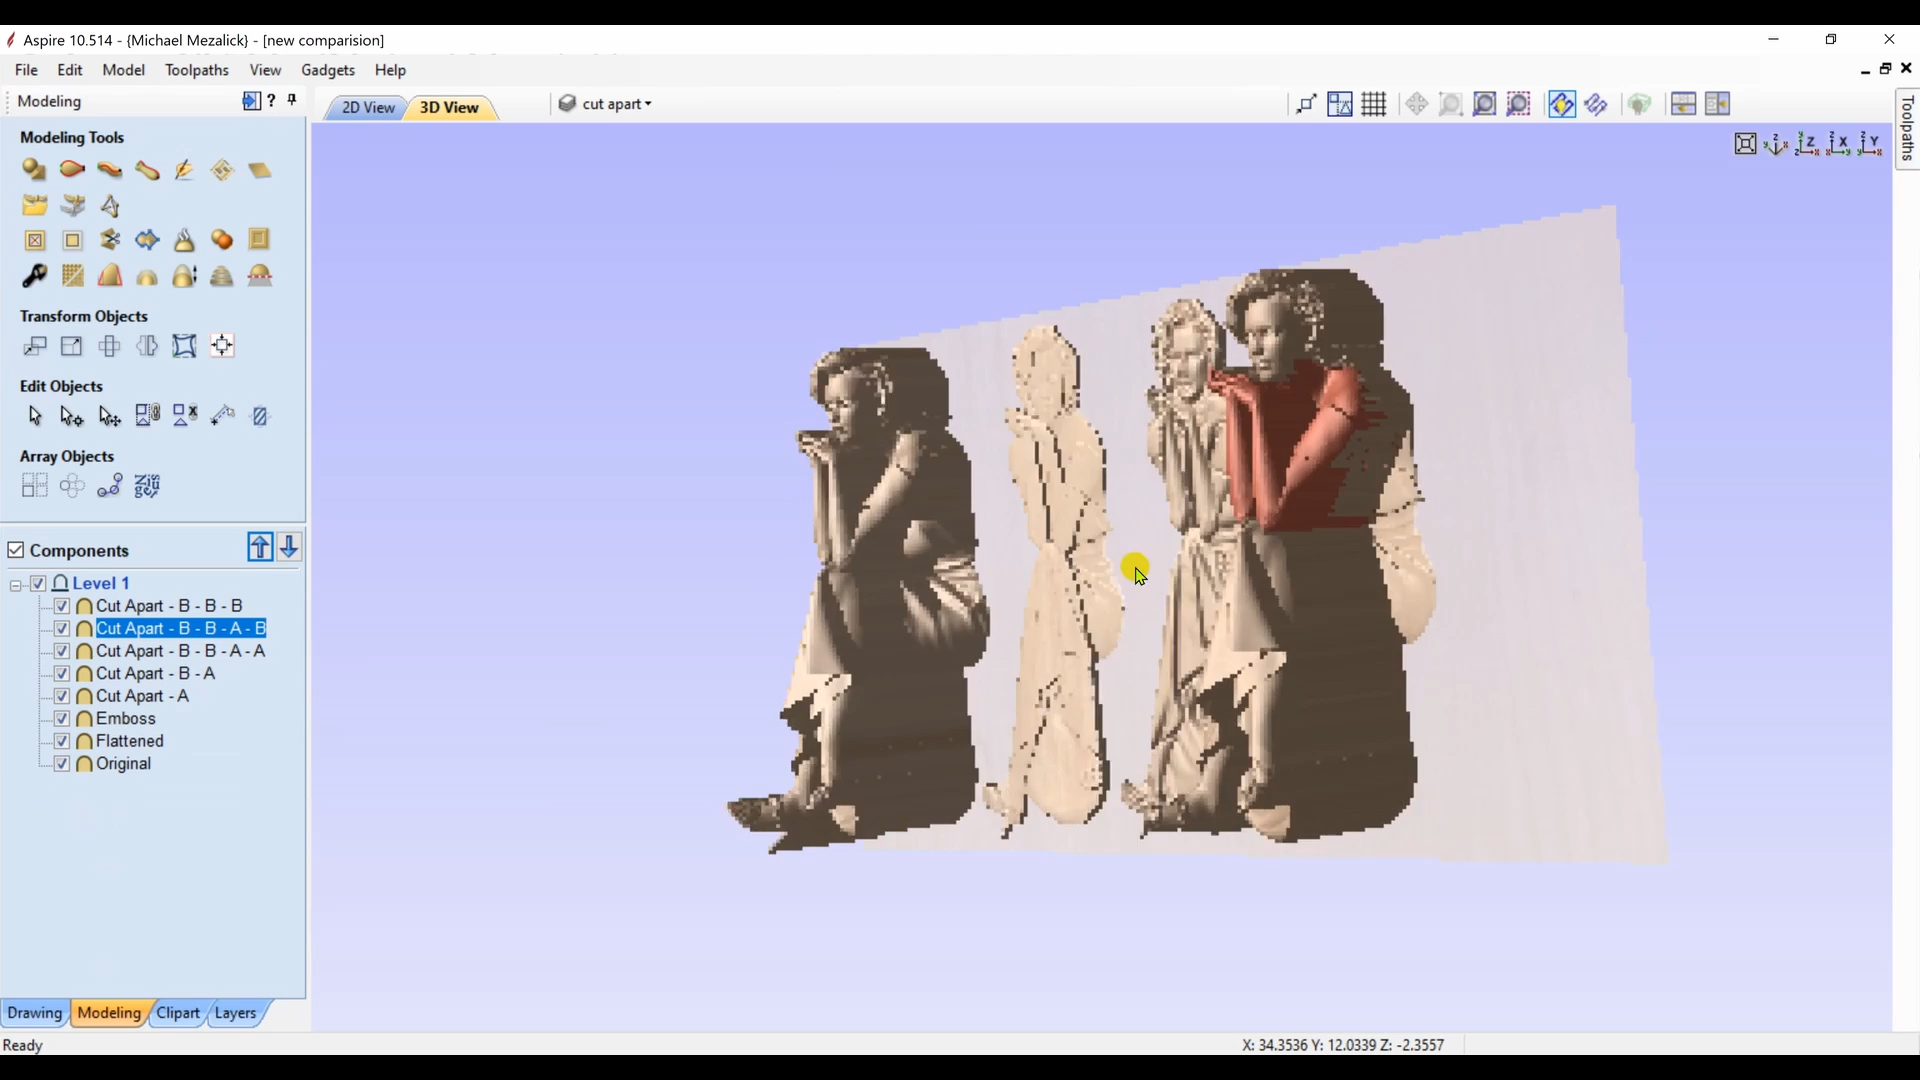 Aspire 10.514 - {Michael Mezalick} - [new comparision]
File Edit Model Toolpaths View Gadgets Help
Modeling ?
2D View 3D View cut apart
Toolpaths
Modeling Tools
Transform Objects
Edit Objects
Array Objects
Components
Level 1
Cut Apart - B - B - B
Cut Apart - B - B - A - B
Cut Apart - B - B - A - A
Cut Apart - B - A
Cut Apart - A
Emboss
Flattened
Original
Drawing Modeling Clipart Layers
Ready
X: 34.3536 Y: 12.0339 Z: -2.3557